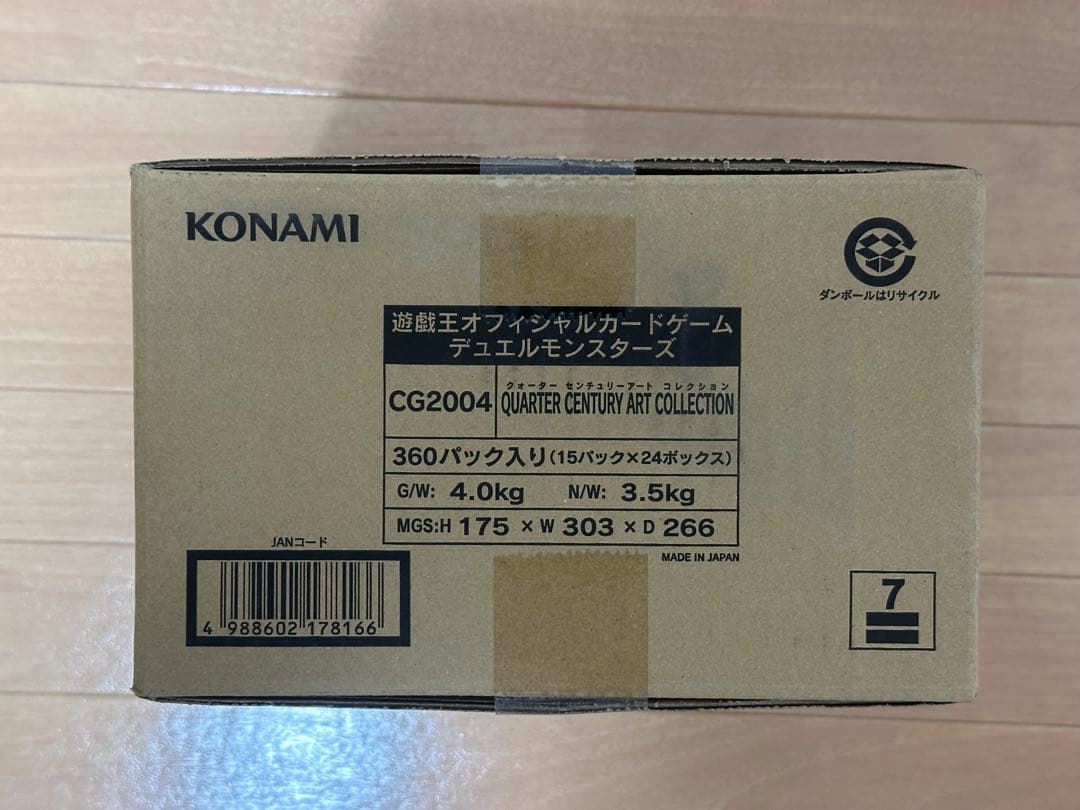 KONAMI
ダンボールはリサイクル
遊戯王オフィシャルカードゲーム
デュエルモンスターズ
クォーター センチュリーアート コレクション
CG2004 QUARTER CENTURY ART COLLECTION
360パック入り(15パック×24ボックス)
G/W: 4.0kg N/W: 3.5kg
MGS:H 175 × W 303 × D 266
MADE IN JAPAN
JANコード
4 988602 178166
7